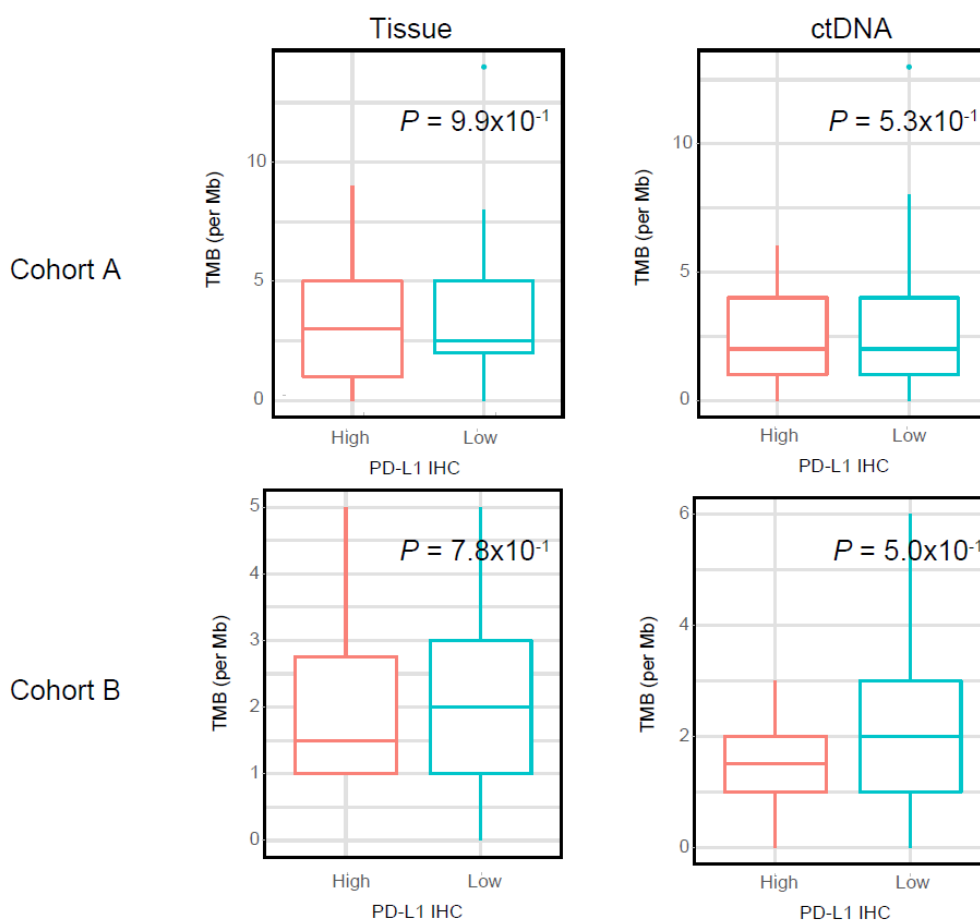 Tissue
ctDNA
Cohort A
TMB (per Mb)
10
5
0
P = 9.9x10-1
High
Low
PD-L1 IHC
TMB (per Mb)
10
5
0
P = 5.3x10-1
High
Low
PD-L1 IHC
Cohort B
TMB (per Mb)
5
4
3
2
1
0
P = 7.8x10-1
High
Low
PD-L1 IHC
TMB (per Mb)
6
4
2
0
P = 5.0x10-1
High
Low
PD-L1 IHC